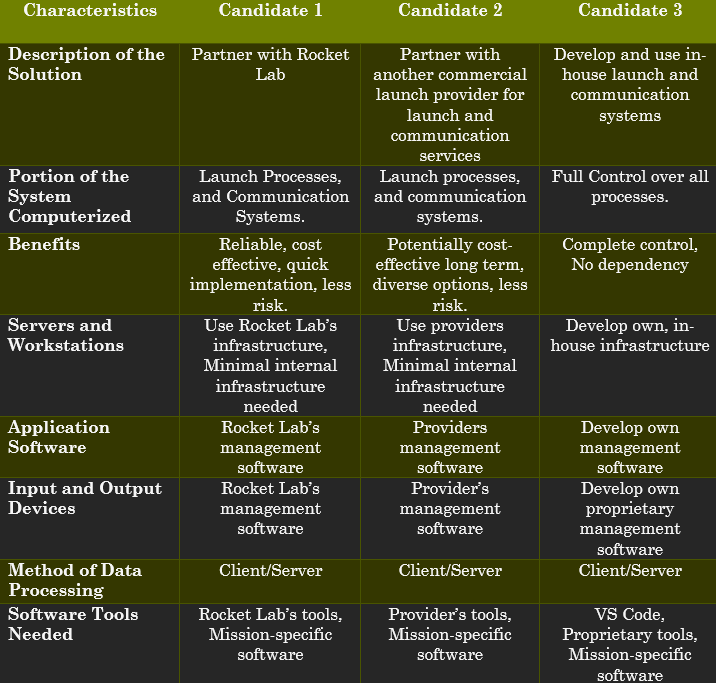 Characteristics
Candidate 1
Candidate 2
Candidate 3
Description of the
Solution
Partner with Rocket
Lab
Partner with
another commercial
launch provider for
launch and
communication
services
Develop and use in-
house launch and
communication
systems
Portion of the
System
Computerized
Launch Processes,
and Communication
Systems.
Launch processes,
and communication
systems.
Full Control over all
processes.
Benefits
Reliable, cost
effective, quick
implementation, less
risk.
Potentially cost-
effective long term,
diverse options, less
risk.
Complete control,
No dependency
Servers and
Workstations
Use Rocket Lab's
infrastructure,
Minimal internal
infrastructure
needed
Use providers
infrastructure,
Minimal internal
infrastructure
needed
Develop own, in-
house infrastructure
Application
Software
Rocket Lab's
management
software
Providers
management
software
Develop own
management
software
Input and Output
Devices
Rocket Lab's
management
software
Provider's
management
software
Develop own
proprietary
management
software
Method of Data
Processing
Client/Server
Client/Server
Client/Server
Software Tools
Needed
Rocket Lab's tools,
Mission-specific
software
Provider's tools,
Mission-specific
software
VS Code,
Proprietary tools,
Mission-specific
software